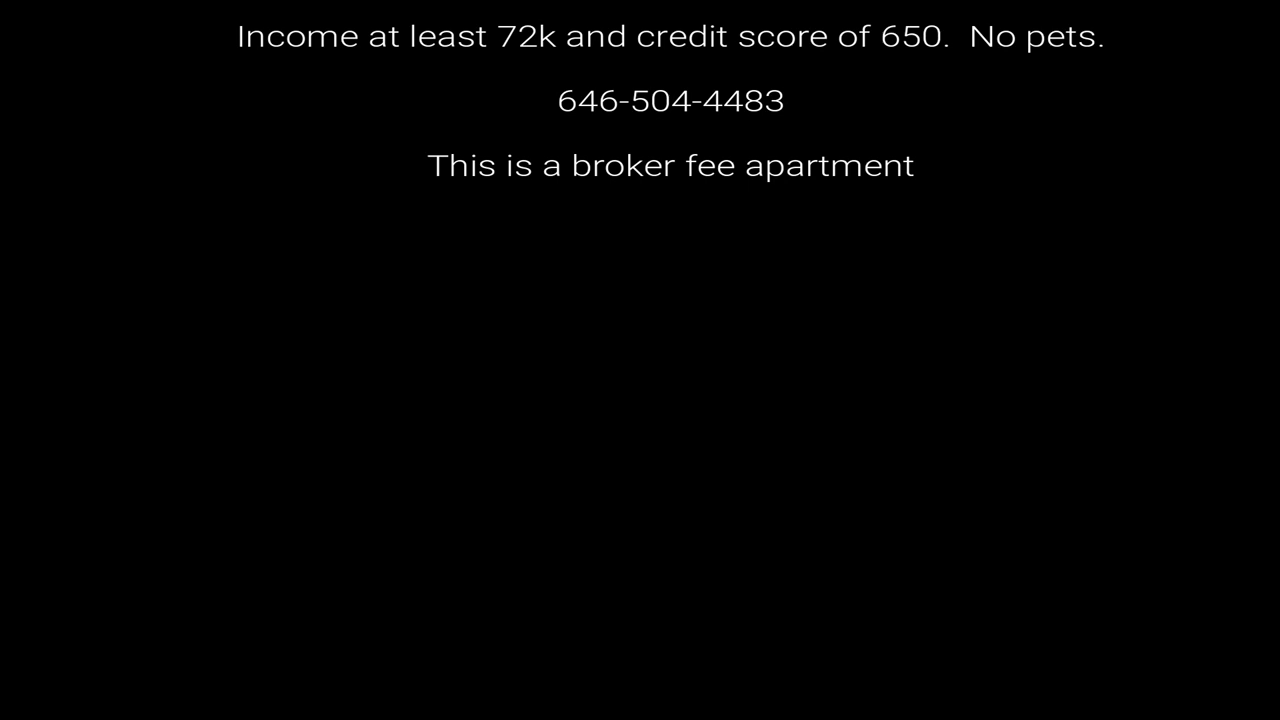 Income at least 72k and credit score of 650.  No pets.
646-504-4483
This is a broker fee apartment